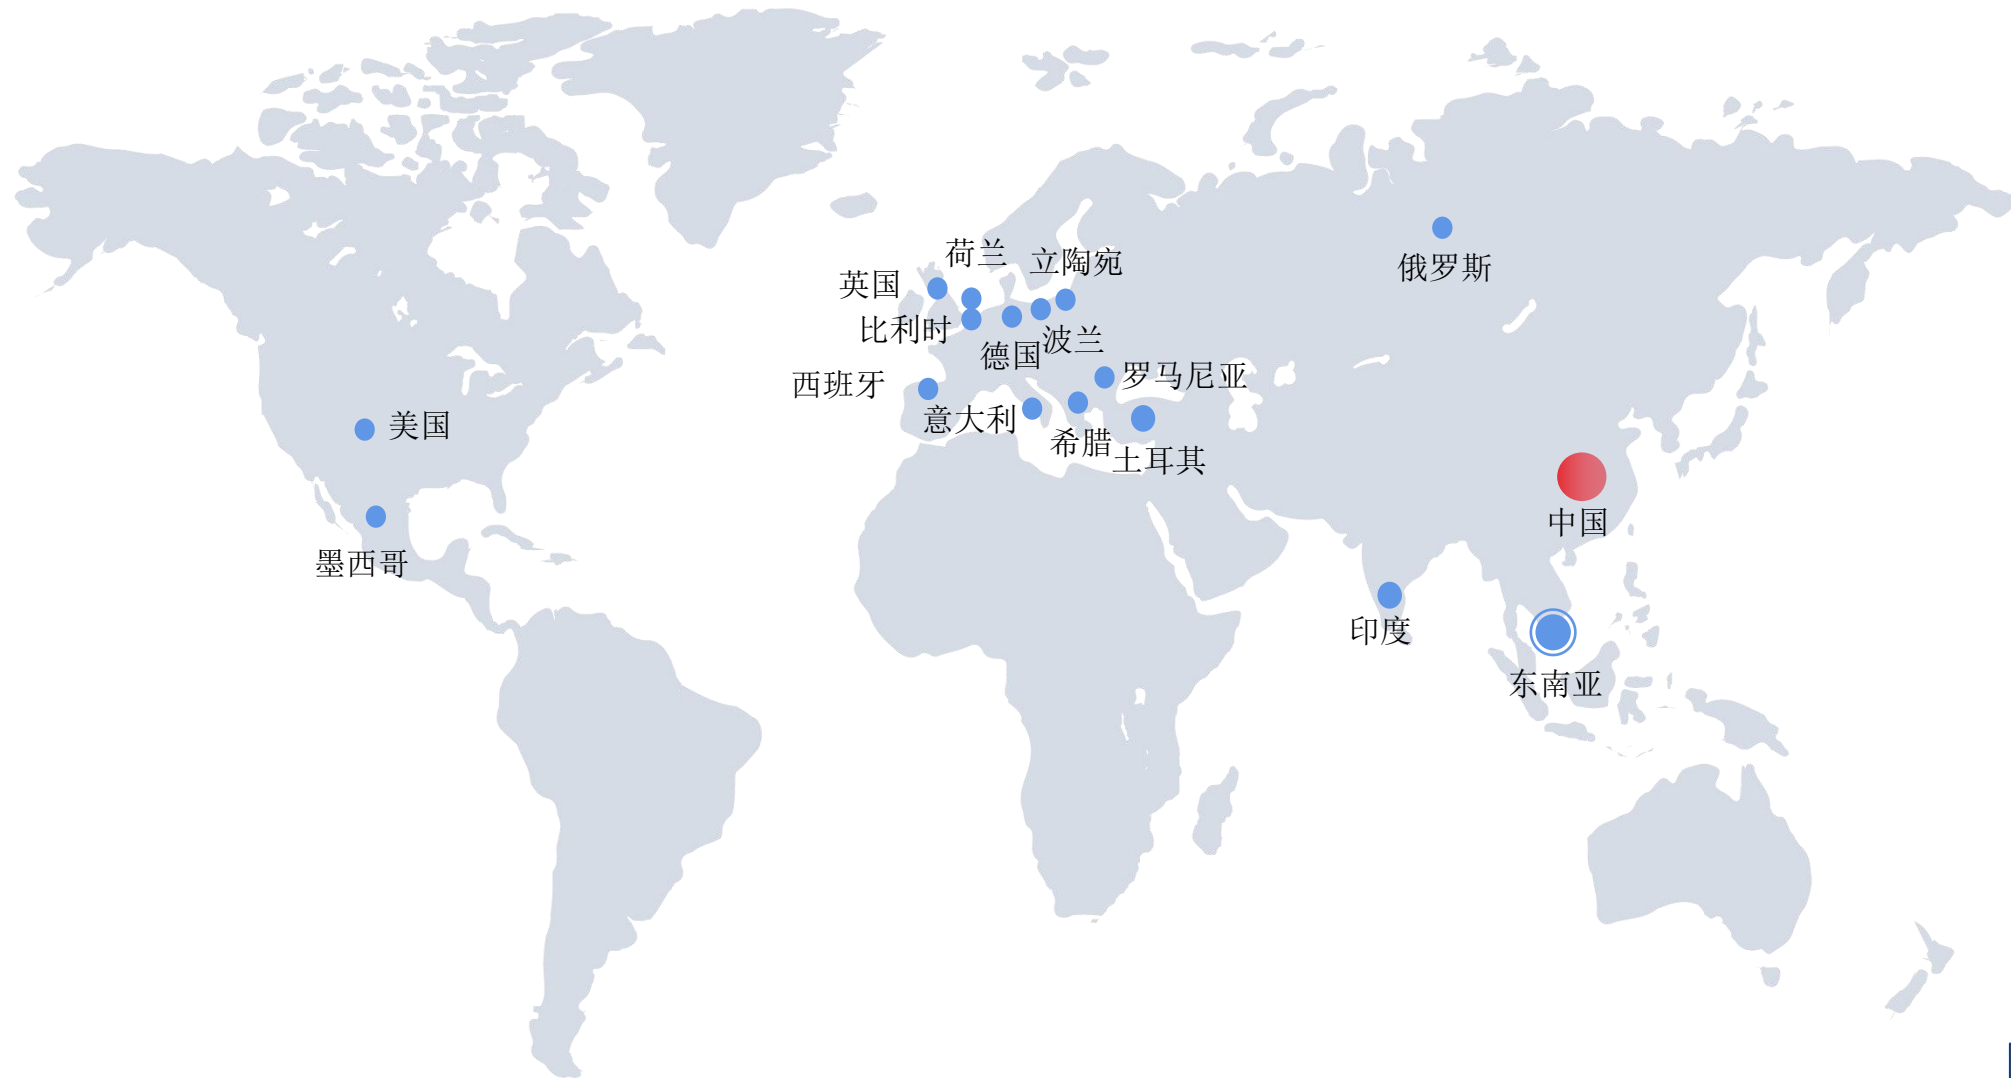 荷兰
立陶宛
英国
俄罗斯
比利时
波兰
德国
西班牙
罗马尼亚
意大利
美国
希腊
土耳其
中国
墨西哥
印度
东南亚